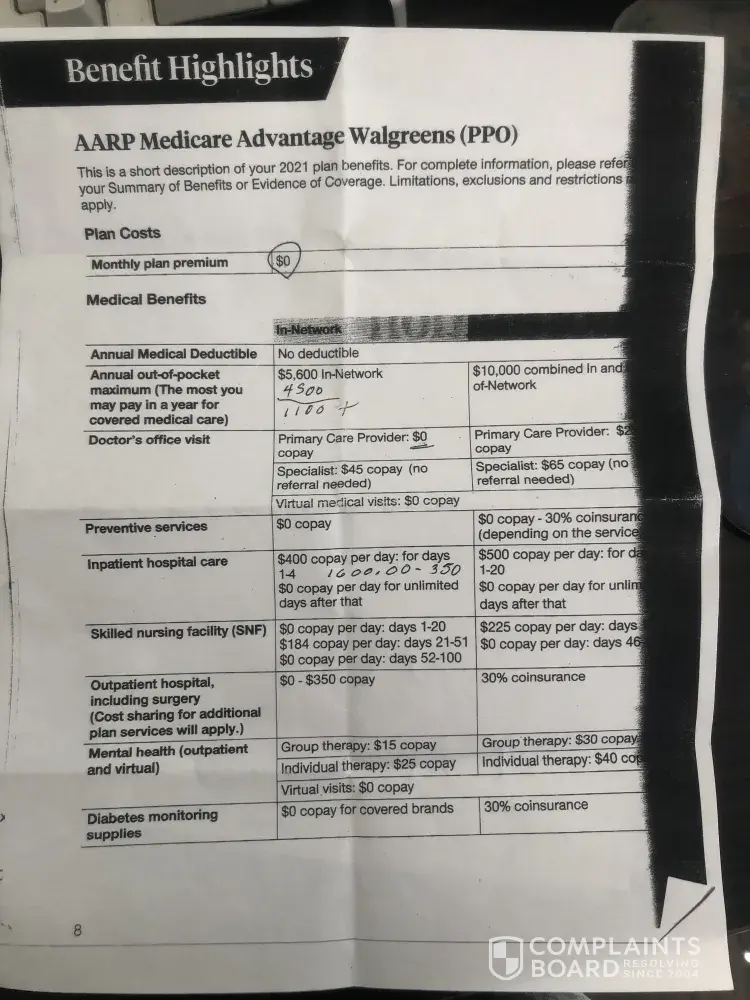 Benefit Highlights
AARP Medicare Advantage Walgreens (PPO)
This is a short description of your 2021 plan benefits. For complete information, please refer
your Summary of Benefits or Evidence of Coverage. Limitations, exclusions and restrictions
apply.
Plan Costs
Monthly plan premium $0
Medical Benefits
In-Network
Annual Medical Deductible No deductible
Annual out-of-pocket maximum (The most you may pay in a year for covered medical care)
$5,600 In-Network
4500
1100 +
$10,000 combined In and
of-Network
Doctor's office visit
Primary Care Provider: $0
copay
Primary Care Provider: $2
copay
Specialist: $45 copay (no
referral needed)
Specialist: $65 copay (no
referral needed)
Virtual medical visits: $0 copay
Preventive services
$0 copay
$0 copay - 30% coinsuranc
(depending on the service
Inpatient hospital care
$400 copay per day: for days
1-4 1600.00 - 350
$0 copay per day for unlimited
days after that
$500 copay per day: for da
1-20
$0 copay per day for unlim
days after that
Skilled nursing facility (SNF)
$0 copay per day: days 1-20
$184 copay per day: days 21-51
$0 copay per day: days 52-100
$225 copay per day: days
$0 copay per day: days 46
Outpatient hospital,
including surgery
(Cost sharing for additional
plan services will apply.)
$0 - $350 copay
30% coinsurance
Mental health (outpatient
and virtual)
Group therapy: $15 copay
Group therapy: $30 copay
Individual therapy: $25 copay
Individual therapy: $40 cop
Virtual visits: $0 copay
Diabetes monitoring
supplies
$0 copay for covered brands
30% coinsurance
8
COMPLAINTS
BOARD RESOLVING
SINCE 2004